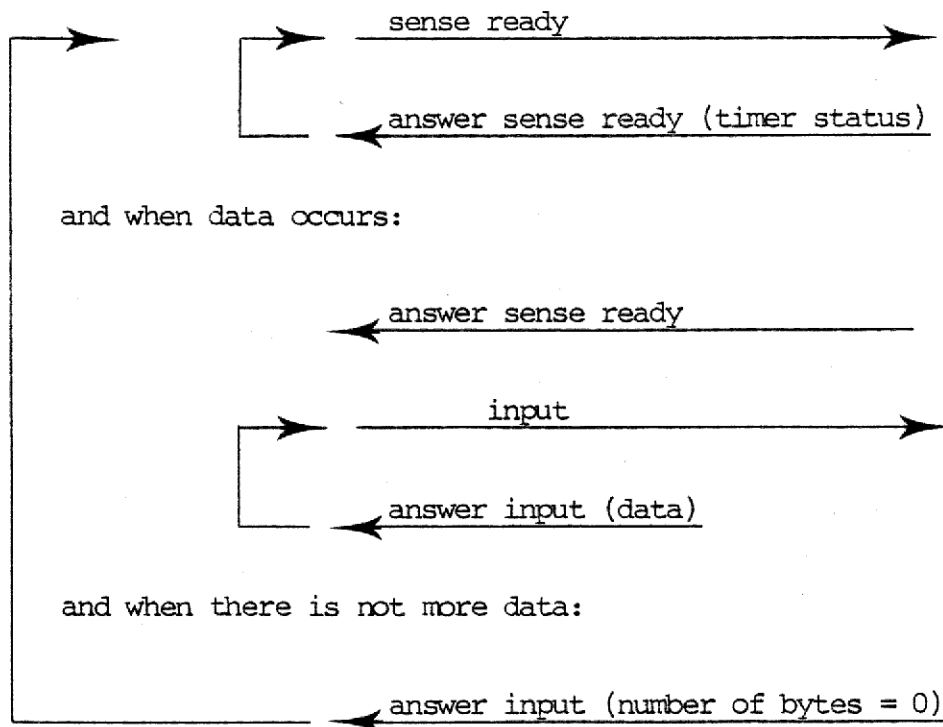 sense ready
answer sense ready (timer status)
and when data occurs:
answer sense ready
input
answer input (data)
and when there is not more data:
answer input (number of bytes = 0)